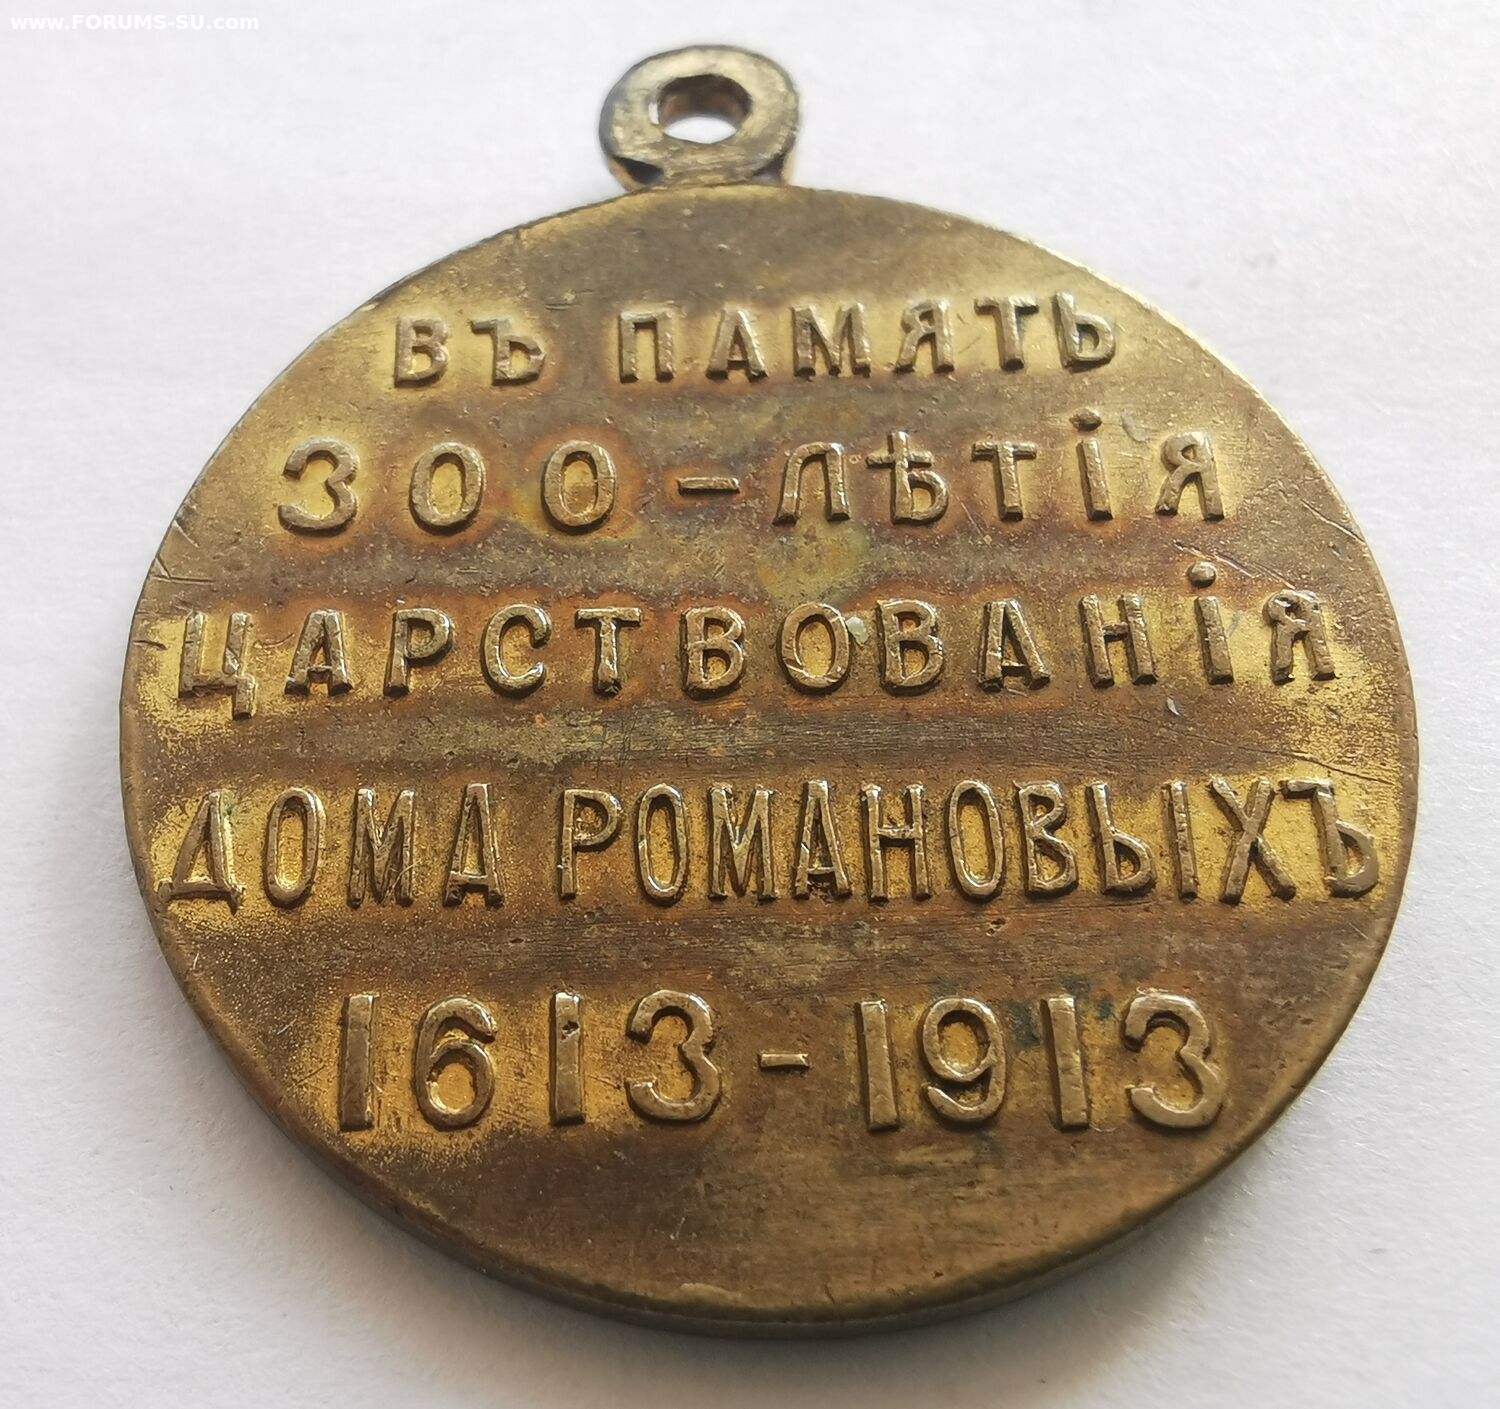 www.FORUMS-SU.com
ВЪ ПАМЯТЬ
300-ЛѢТІЯ
ЦАРСТВОВАНІЯ
ДОМА РОМАНОВЫХЪ
1613-1913